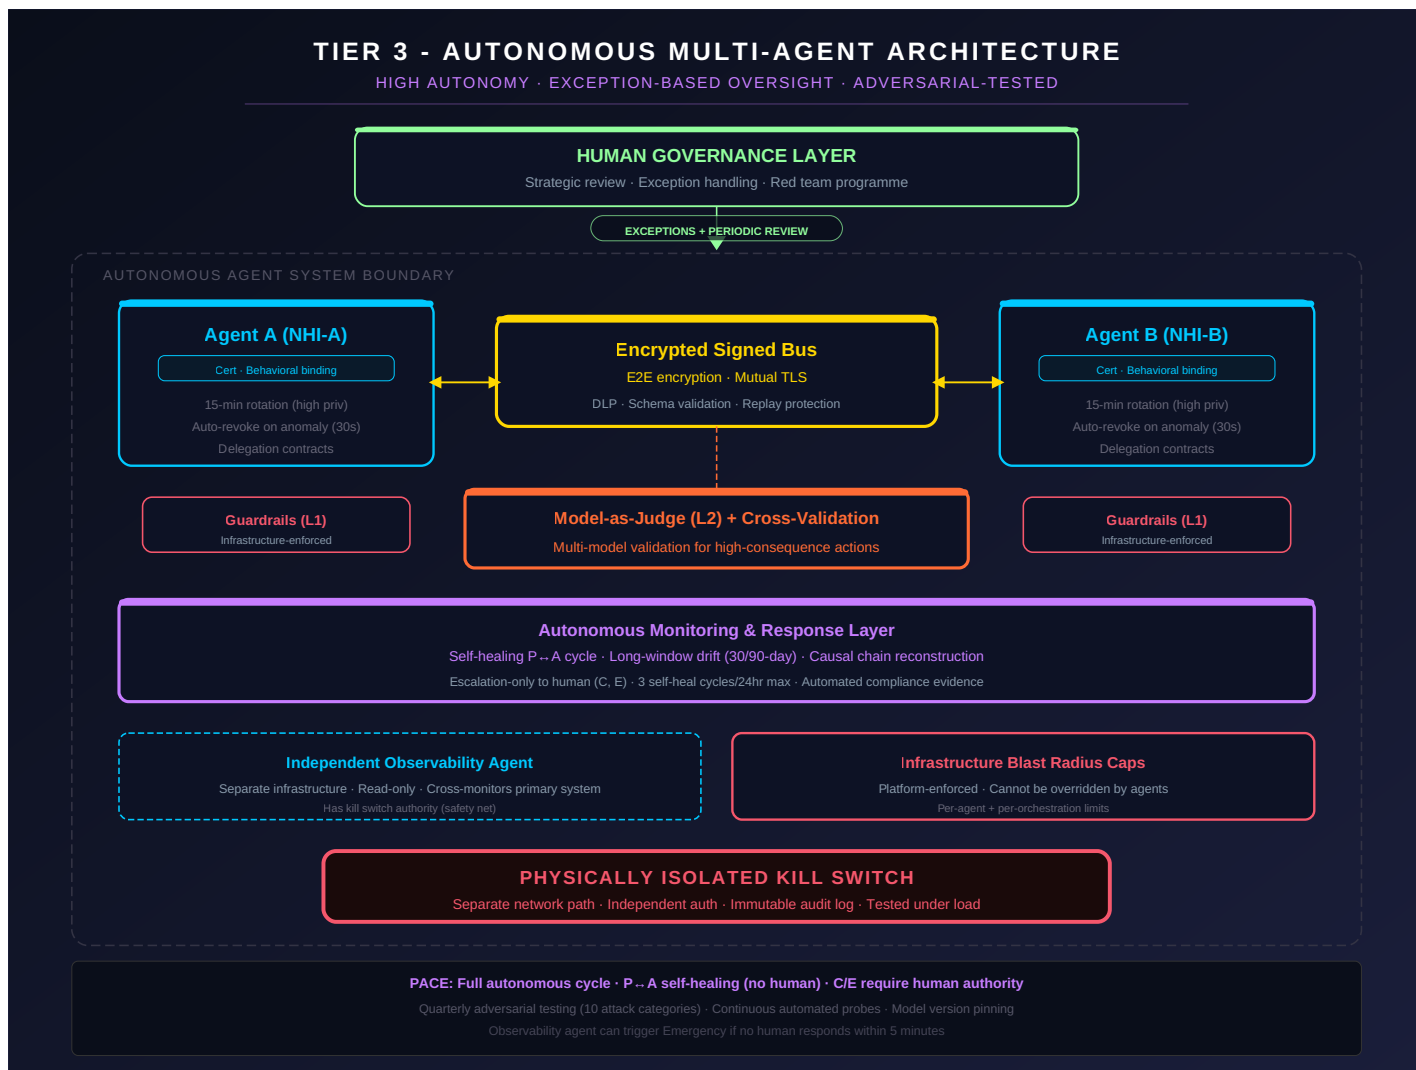 TIER 3 - AUTONOMOUS MULTI-AGENT ARCHITECTURE
HIGH AUTONOMY · EXCEPTION-BASED OVERSIGHT · ADVERSARIAL-TESTED
HUMAN GOVERNANCE LAYER
Strategic review · Exception handling · Red team programme
EXCEPTIONS + PERIODIC REVIEW
AUTONOMOUS AGENT SYSTEM BOUNDARY
Agent A (NHI-A)
Cert · Behavioral binding
15-min rotation (high priv)
Auto-revoke on anomaly (30s)
Delegation contracts
Encrypted Signed Bus
E2E encryption · Mutual TLS
DLP · Schema validation · Replay protection
Agent B (NHI-B)
Cert · Behavioral binding
15-min rotation (high priv)
Auto-revoke on anomaly (30s)
Delegation contracts
Guardrails (L1)
Infrastructure-enforced
Model-as-Judge (L2) + Cross-Validation
Multi-model validation for high-consequence actions
Guardrails (L1)
Infrastructure-enforced
Autonomous Monitoring & Response Layer
Self-healing P↔A cycle · Long-window drift (30/90-day) · Causal chain reconstruction
Escalation-only to human (C, E) · 3 self-heal cycles/24hr max · Automated compliance evidence
Independent Observability Agent
Separate infrastructure · Read-only · Cross-monitors primary system
Has kill switch authority (safety net)
Infrastructure Blast Radius Caps
Platform-enforced · Cannot be overridden by agents
Per-agent + per-orchestration limits
PHYSICALLY ISOLATED KILL SWITCH
Separate network path · Independent auth · Immutable audit log · Tested under load
PACE: Full autonomous cycle · P↔A self-healing (no human) · C/E require human authority
Quarterly adversarial testing (10 attack categories) · Continuous automated probes · Model version pinning
Observability agent can trigger Emergency if no human responds within 5 minutes